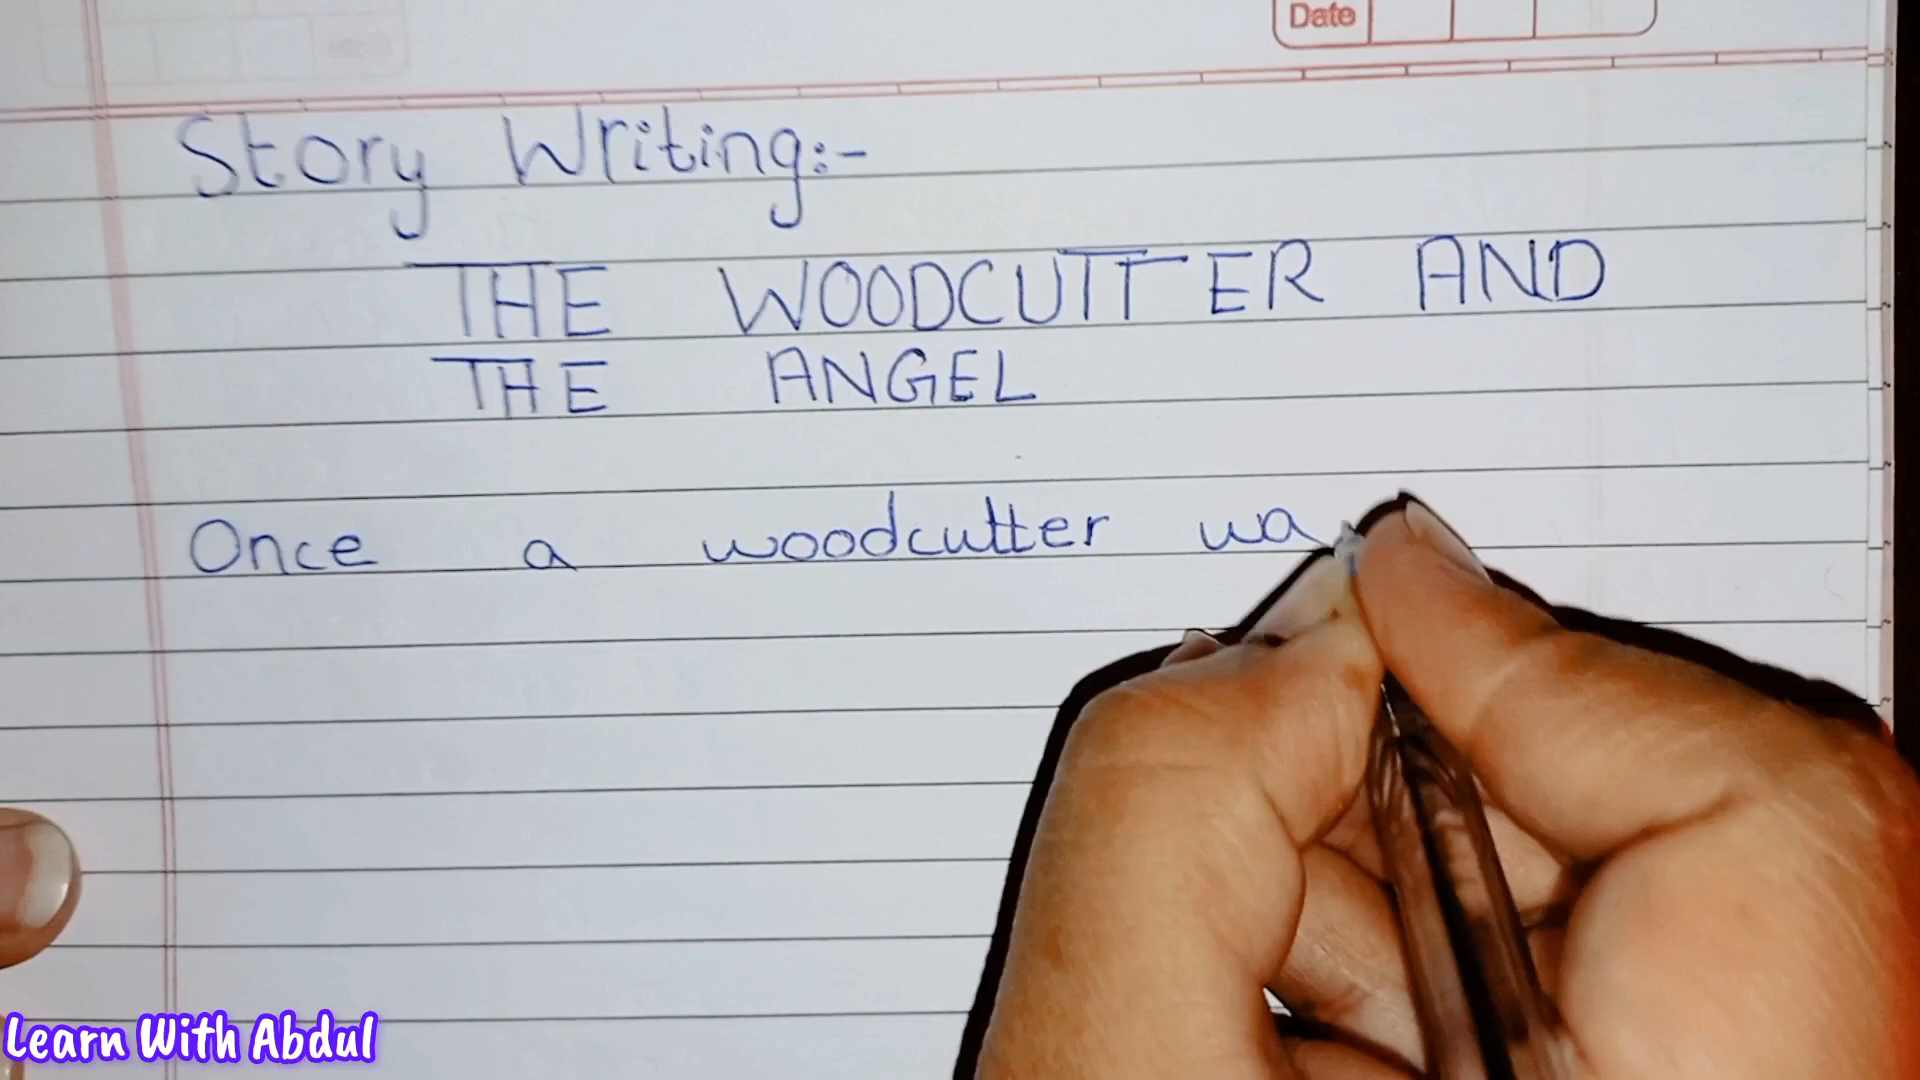 Date
Story Writing:-
THE WOODCUTTER AND
THE ANGEL
Once a woodcutter wa
Learn With Abdul